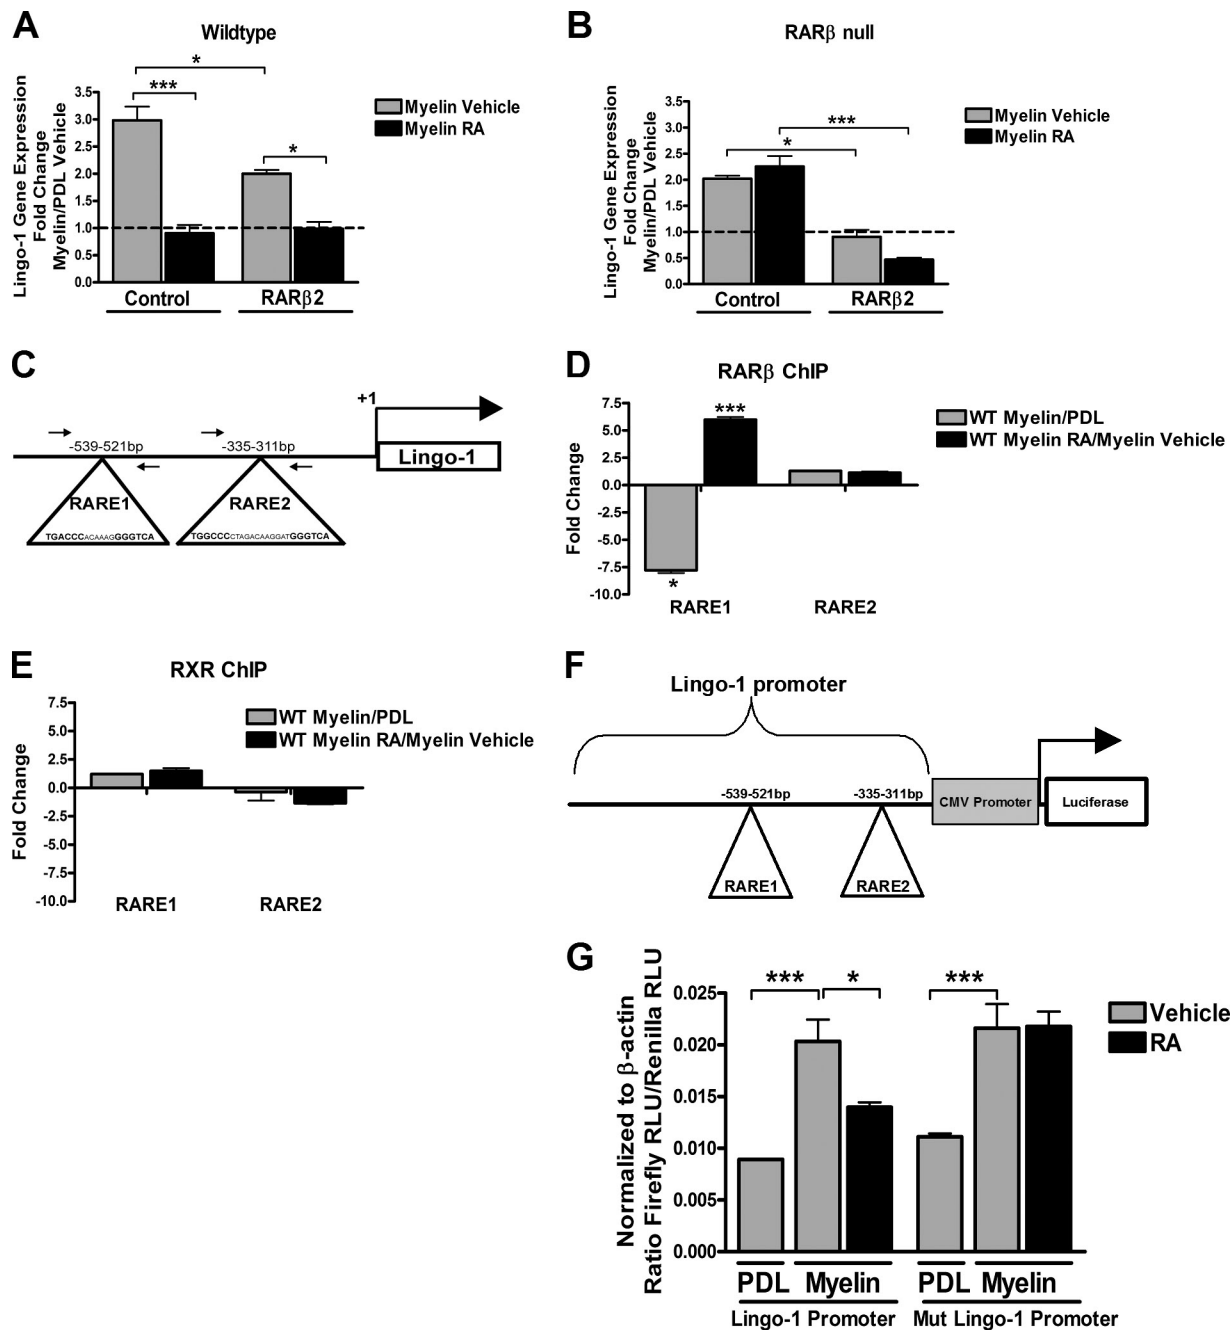 A
Wildtype
*
***
*
Lingo-1 Gene Expression
Fold Change
Myelin/PDL Vehicle
3.5
3.0
2.5
2.0
1.5
1.0
0.5
0.0
Myelin Vehicle
Myelin RA
Control
RARβ2
B
RARβ null
***
*
Lingo-1 Gene Expression
Fold Change
Myelin/PDL Vehicle
3.5
3.0
2.5
2.0
1.5
1.0
0.5
0.0
Myelin Vehicle
Myelin RA
Control
RARβ2
C
+1
-539-521bp
-335-311bp
Lingo-1
RARE1
RARE2
TGACCCACAAAGGGGTCA
TGGCCCCTAGACAAGGATGGGTCA
D
RARβ ChIP
Fold Change
7.5
5.0
2.5
0.0
-2.5
-5.0
-7.5
-10.0
***
*
WT Myelin/PDL
WT Myelin RA/Myelin Vehicle
RARE1
RARE2
E
RXR ChIP
Fold Change
7.5
5.0
2.5
0.0
-2.5
-5.0
-7.5
-10.0
WT Myelin/PDL
WT Myelin RA/Myelin Vehicle
RARE1
RARE2
F
Lingo-1 promoter
-539-521bp
-335-311bp
CMV Promoter
Luciferase
RARE1
RARE2
G
Normalized to β-actin
Ratio Firefly RLU/Renilla RLU
0.025
0.020
0.015
0.010
0.005
0.000
***
*
***
Vehicle
RA
PDL
Myelin
PDL
Myelin
Lingo-1 Promoter
Mut Lingo-1 Promoter